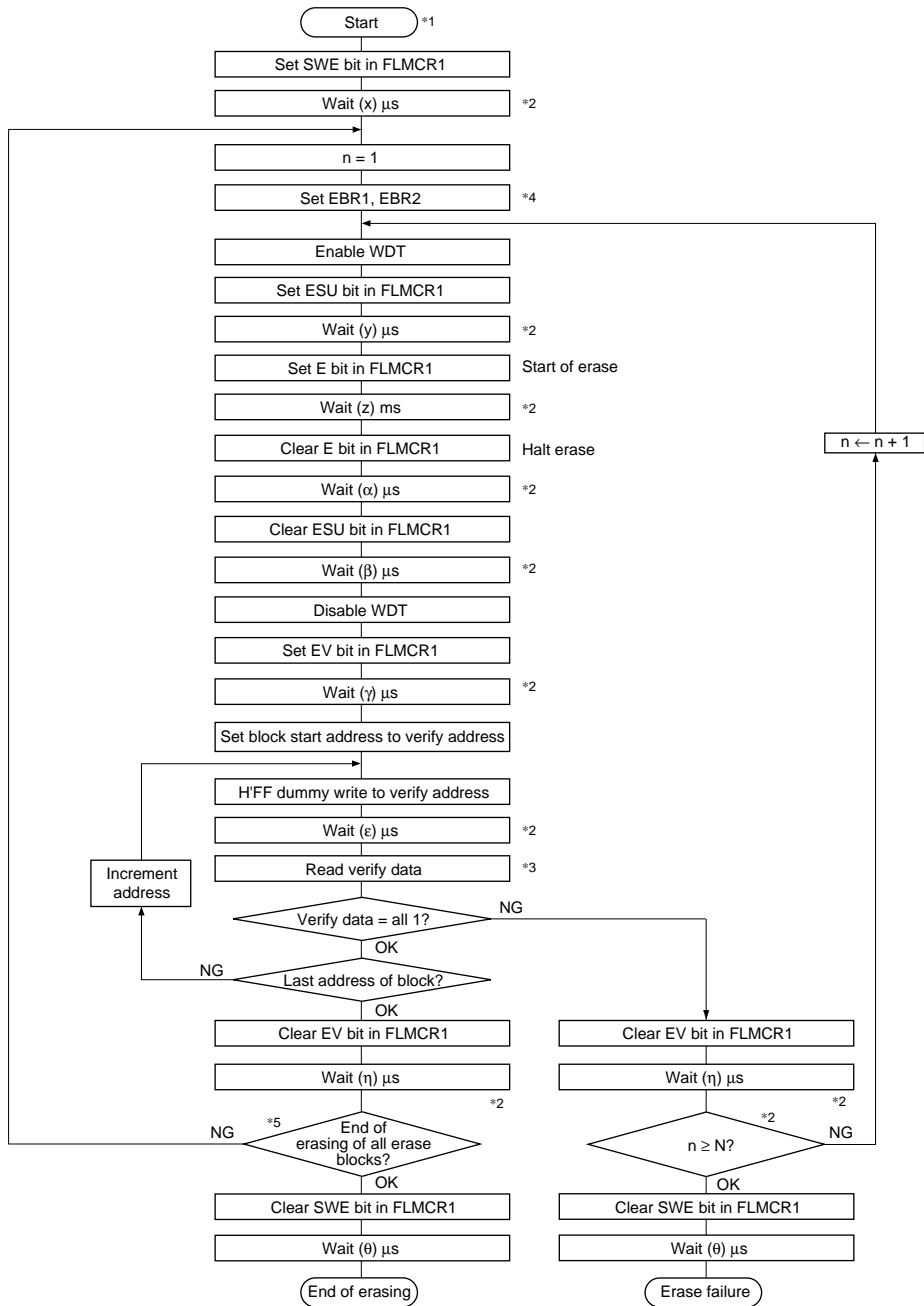 Start *1
Set SWE bit in FLMCR1
Wait (x) μs *2
n = 1
Set EBR1, EBR2 *4
Enable WDT
Set ESU bit in FLMCR1
Wait (y) μs *2
Set E bit in FLMCR1 Start of erase
Wait (z) ms *2
n ← n + 1
Clear E bit in FLMCR1 Halt erase
Wait (α) μs *2
Clear ESU bit in FLMCR1
Wait (β) μs *2
Disable WDT
Set EV bit in FLMCR1
Wait (γ) μs *2
Set block start address to verify address
H'FF dummy write to verify address
Wait (ε) μs *2
Read verify data *3
Increment
address
Verify data = all 1? NG
OK
NG Last address of block?
OK
Clear EV bit in FLMCR1 Clear EV bit in FLMCR1
Wait (η) μs Wait (η) μs
*2 *2
*5 *2
NG End of
erasing of all erase
blocks?
n ≥ N? NG
OK OK
Clear SWE bit in FLMCR1 Clear SWE bit in FLMCR1
Wait (θ) μs Wait (θ) μs
End of erasing Erase failure